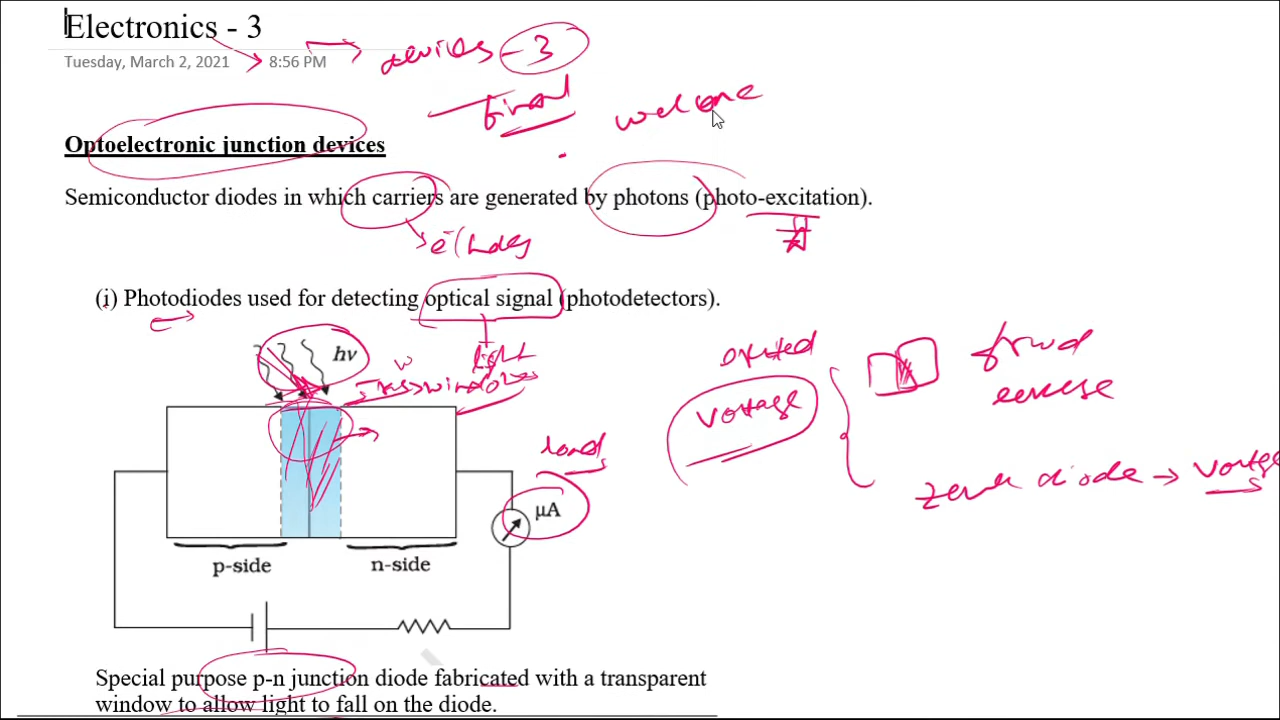 Electronics - 3
Tuesday, March 2, 2021 8:56 PM
devices - 3
final
welcome
Optoelectronic junction devices
Semiconductor diodes in which carriers are generated by photons (photo-excitation).
(i) Photodiodes used for detecting optical signal (photodetectors).
light
hν
voltage
reverse
load
zener diode → voltage
μA
p-side
n-side
Special purpose p-n junction diode fabricated with a transparent
window to allow light to fall on the diode.